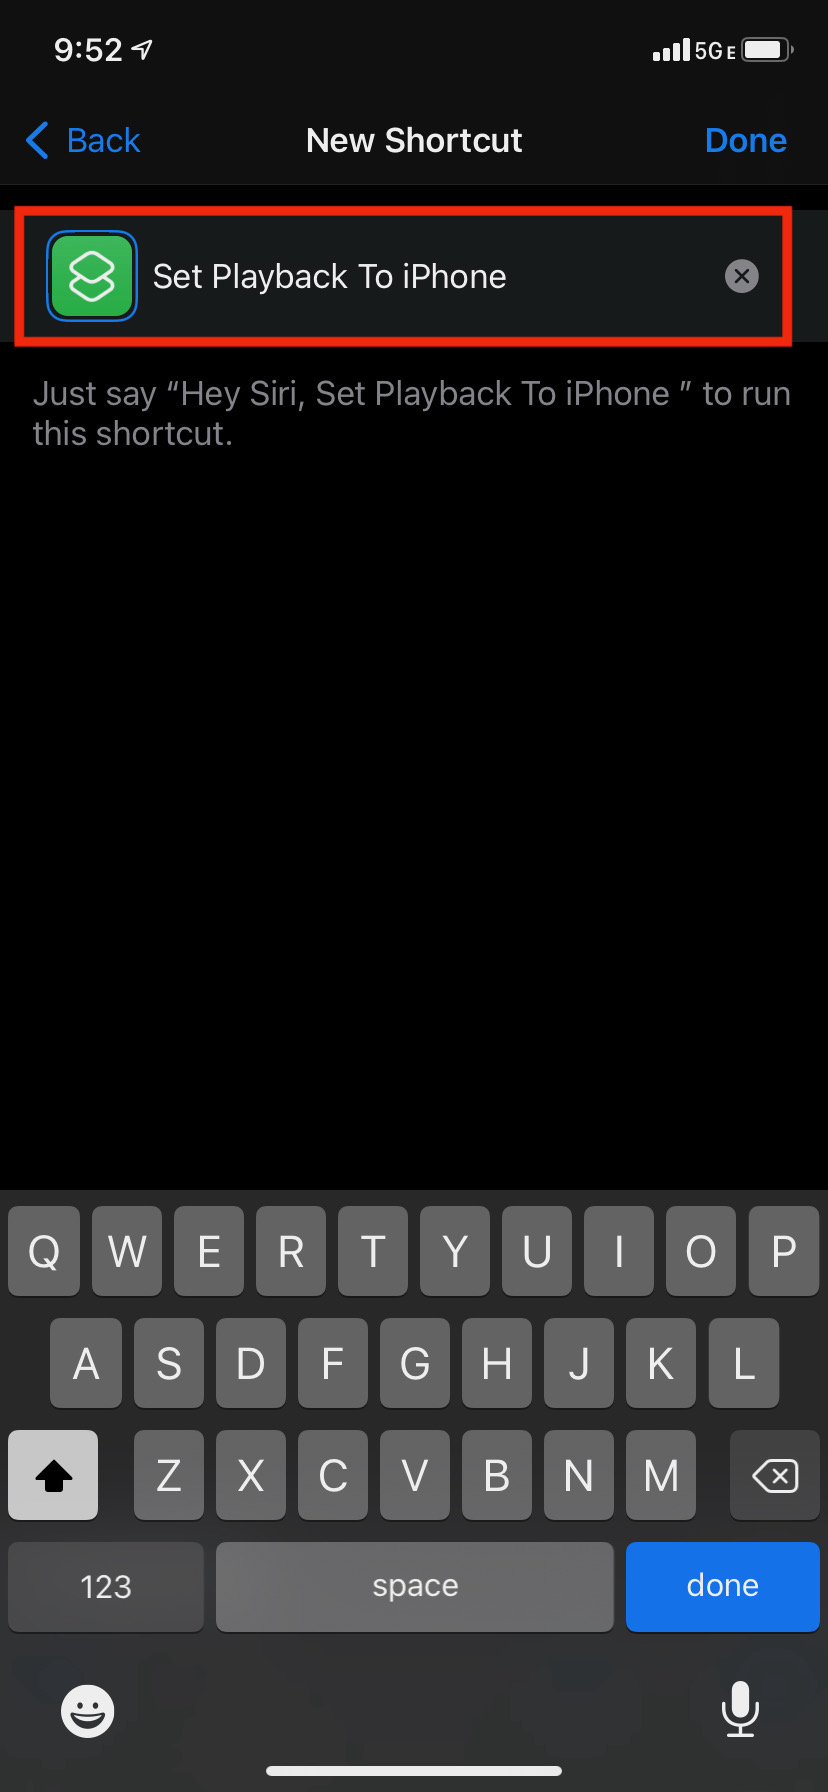 9:52 5G E
Back New Shortcut Done
Set Playback To iPhone
Just say “Hey Siri, Set Playback To iPhone ” to run
this shortcut.
Q W E R T Y U I O P
A S D F G H J K L
Z X C V B N M
123 space done